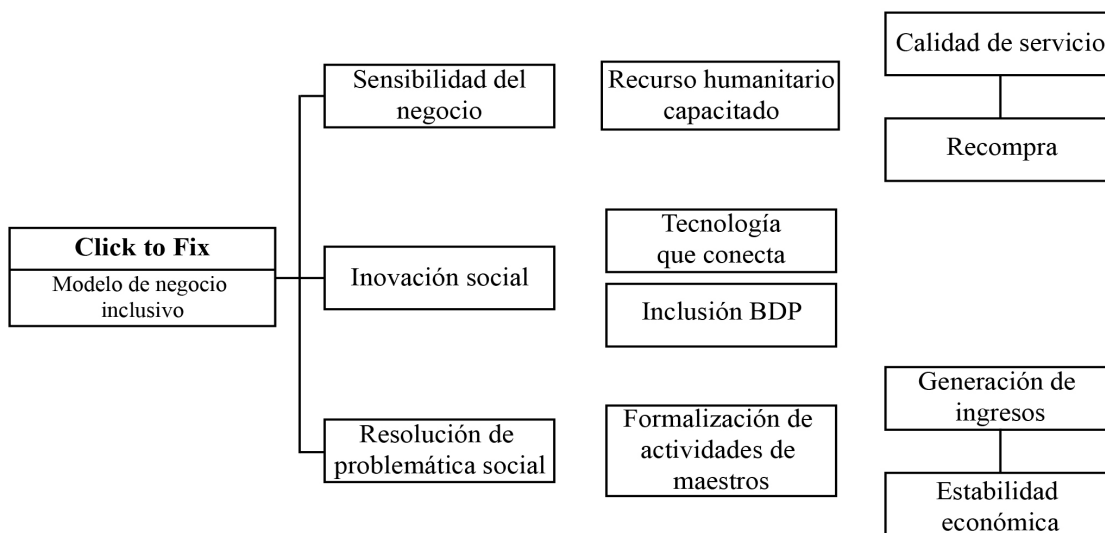 Click to Fix
Modelo de negocio
inclusivo
Sensibilidad del
negocio
Recurso humanitario
capacitado
Calidad de servicio
Recompra
Inovación social
Tecnología
que conecta
Inclusión BDP
Resolución de
problemática social
Formalización de
actividades de
maestros
Generación de
ingresos
Estabilidad
económica